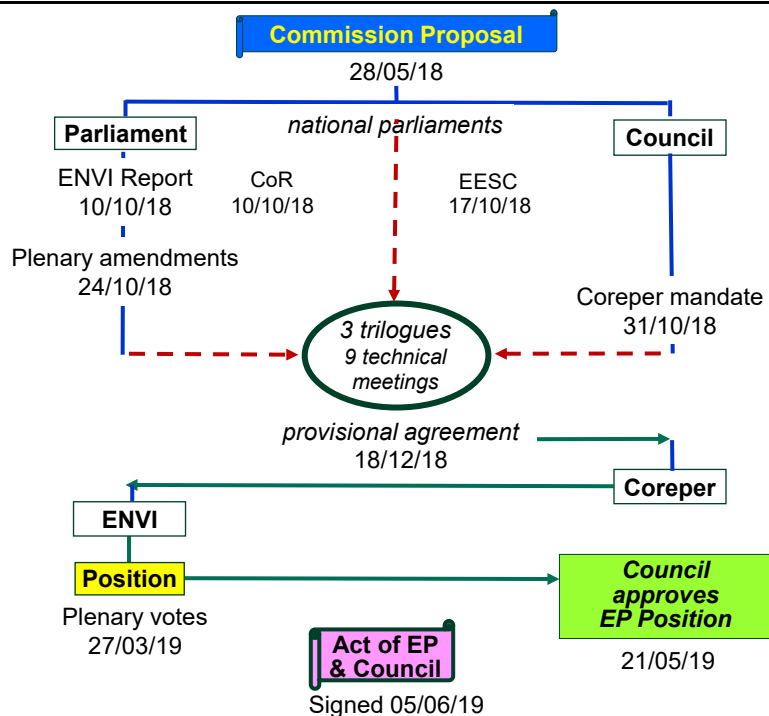 Commission Proposal
28/05/18
Parliament
national parliaments
Council
ENVI Report
10/10/18
CoR
10/10/18
EESC
17/10/18
Plenary amendments
24/10/18
Coreper mandate
31/10/18
3 trilogues
9 technical
meetings
provisional agreement
18/12/18
Coreper
ENVI
Position
Plenary votes
27/03/19
Council
approves
EP Position
21/05/19
Act of EP
& Council
Signed 05/06/19